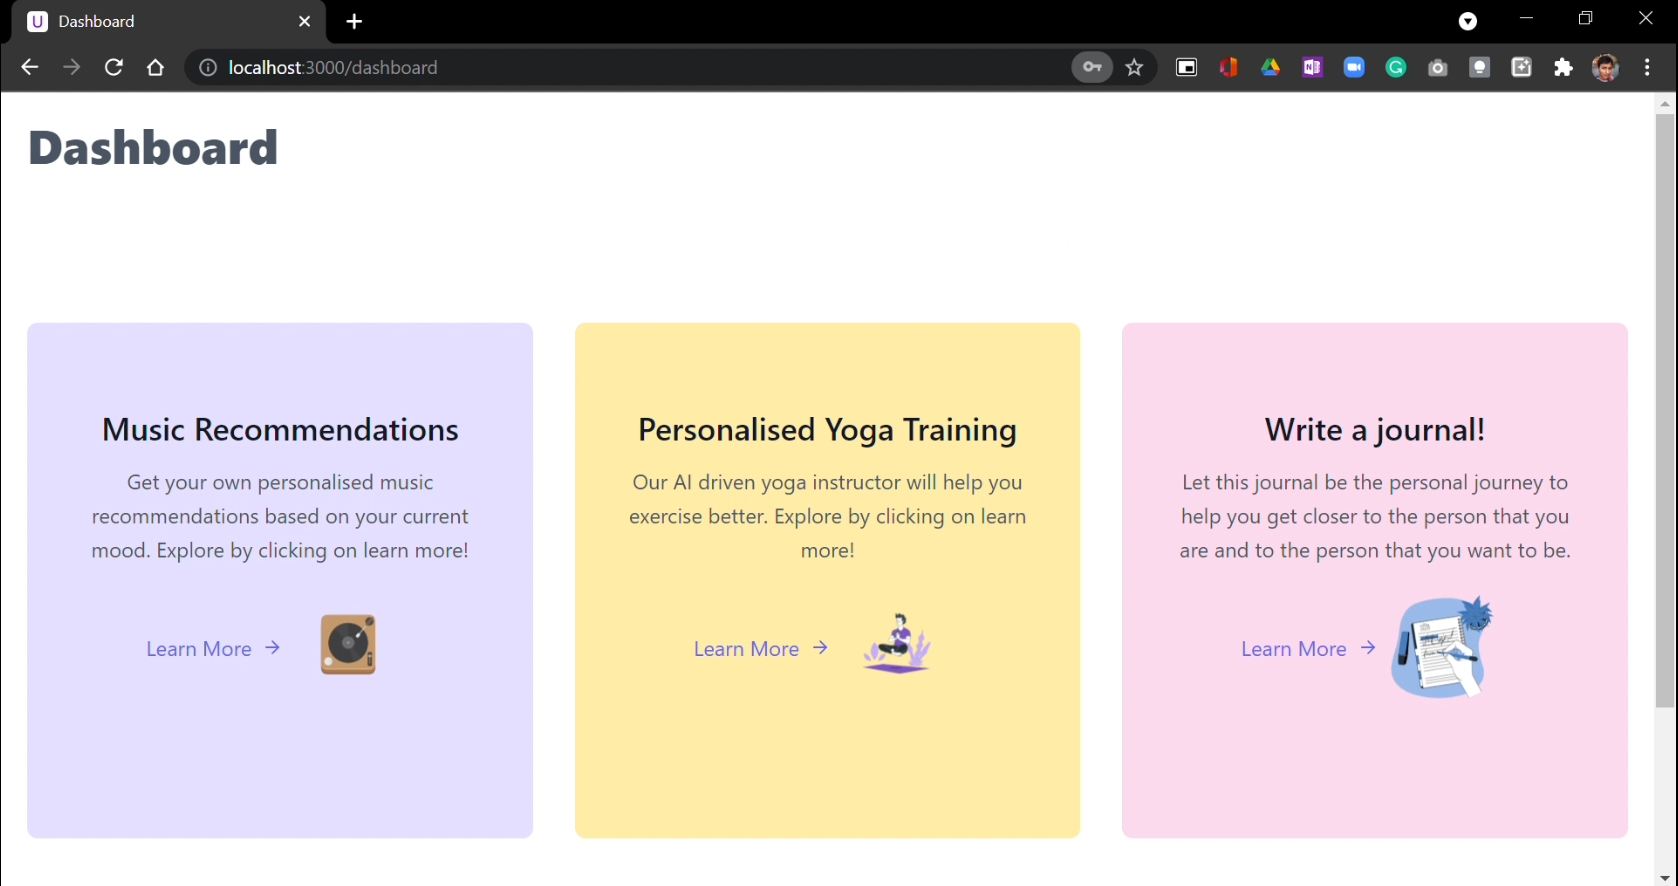 U Dashboard
localhost:3000/dashboard
Dashboard
Music Recommendations
Get your own personalised music
recommendations based on your current
mood. Explore by clicking on learn more!
Learn More →
Personalised Yoga Training
Our AI driven yoga instructor will help you
exercise better. Explore by clicking on learn
more!
Learn More →
Write a journal!
Let this journal be the personal journey to
help you get closer to the person that you
are and to the person that you want to be.
Learn More →